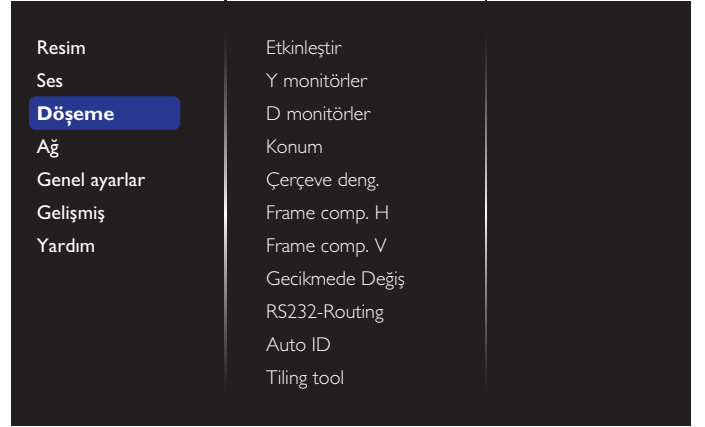 Resim
Ses
Döşeme
Ağ
Genel ayarlar
Gelişmiş
Yardım
Etkinleştir
Y monitörler
D monitörler
Konum
Çerçeve deng.
Frame comp. H
Frame comp. V
Gecikmede Değiş
RS232-Routing
Auto ID
Tiling tool